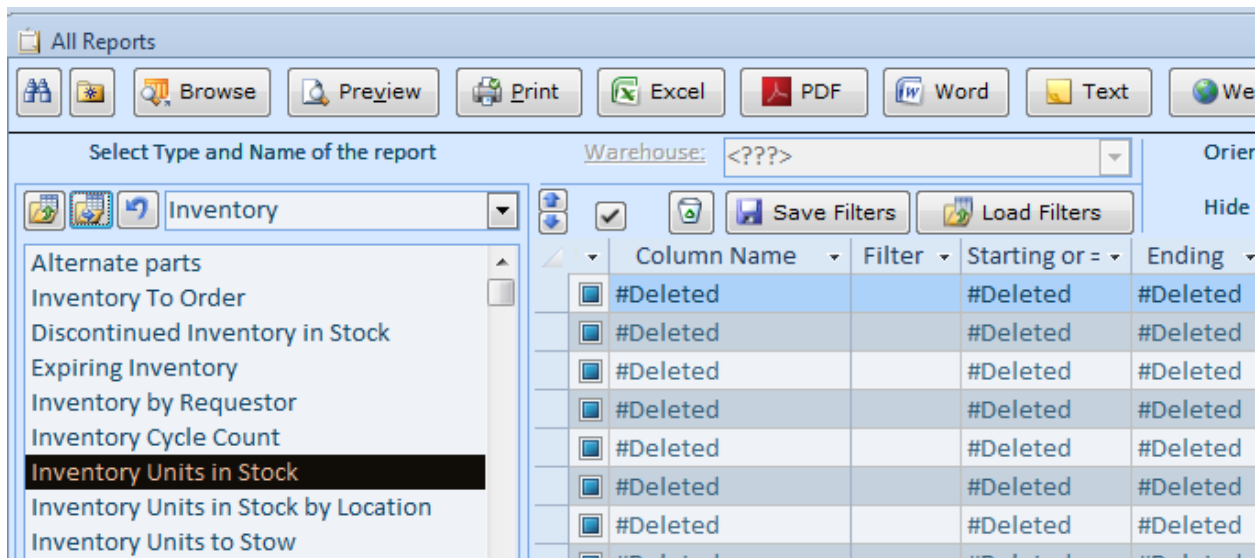 All Reports
Browse Preview Print Excel PDF Word Text
Select Type and Name of the report Warehouse: <???>
Inventory Save Filters Load Filters Hide
Column Name Filter Starting or = Ending
Alternate parts
#Deleted #Deleted #Deleted
Inventory To Order
#Deleted #Deleted #Deleted
Discontinued Inventory in Stock
#Deleted #Deleted #Deleted
Expiring Inventory
#Deleted #Deleted #Deleted
Inventory by Requestor
#Deleted #Deleted #Deleted
Inventory Cycle Count
#Deleted #Deleted #Deleted
Inventory Units in Stock
#Deleted #Deleted #Deleted
Inventory Units in Stock by Location
Inventory Units to Stow